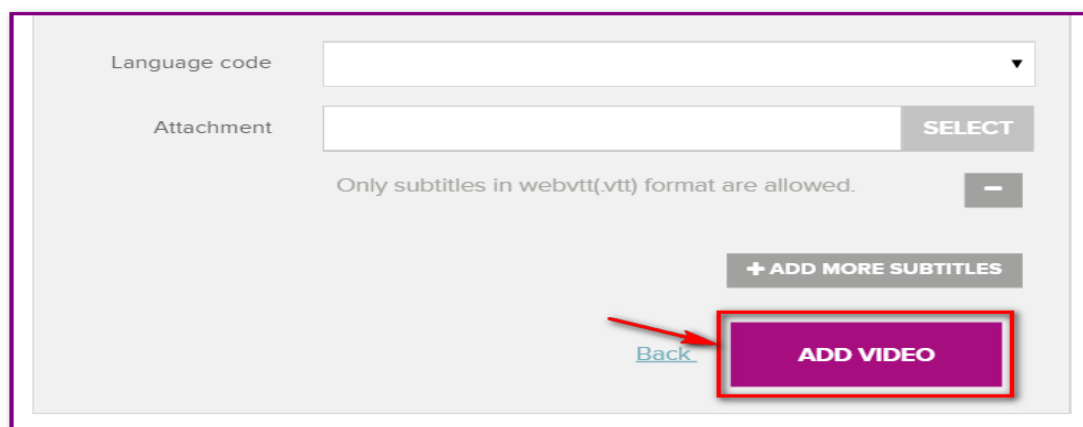 Language code
Attachment SELECT
Only subtitles in webvtt(.vtt) format are allowed.
+ ADD MORE SUBTITLES
Back ADD VIDEO